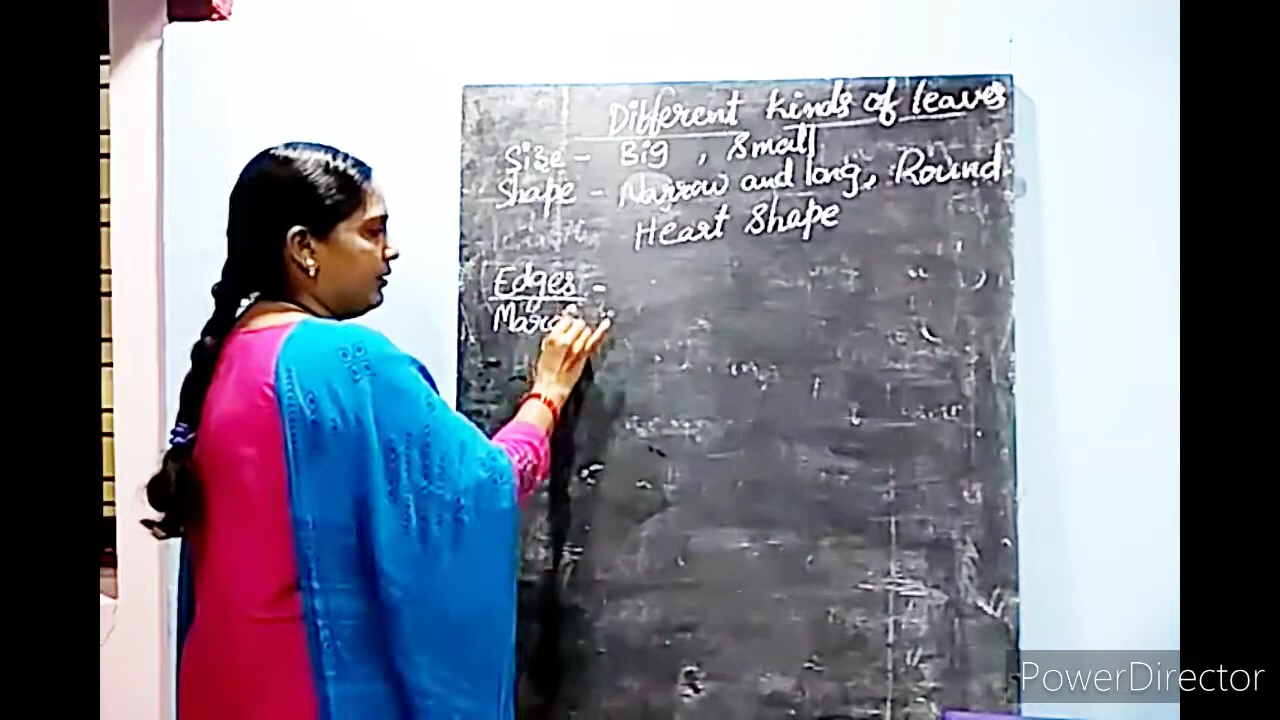 Different kinds of leaves
Size - Big , Small
Shape - Narrow and long, Round
Heart Shape
Edges -
PowerDirector